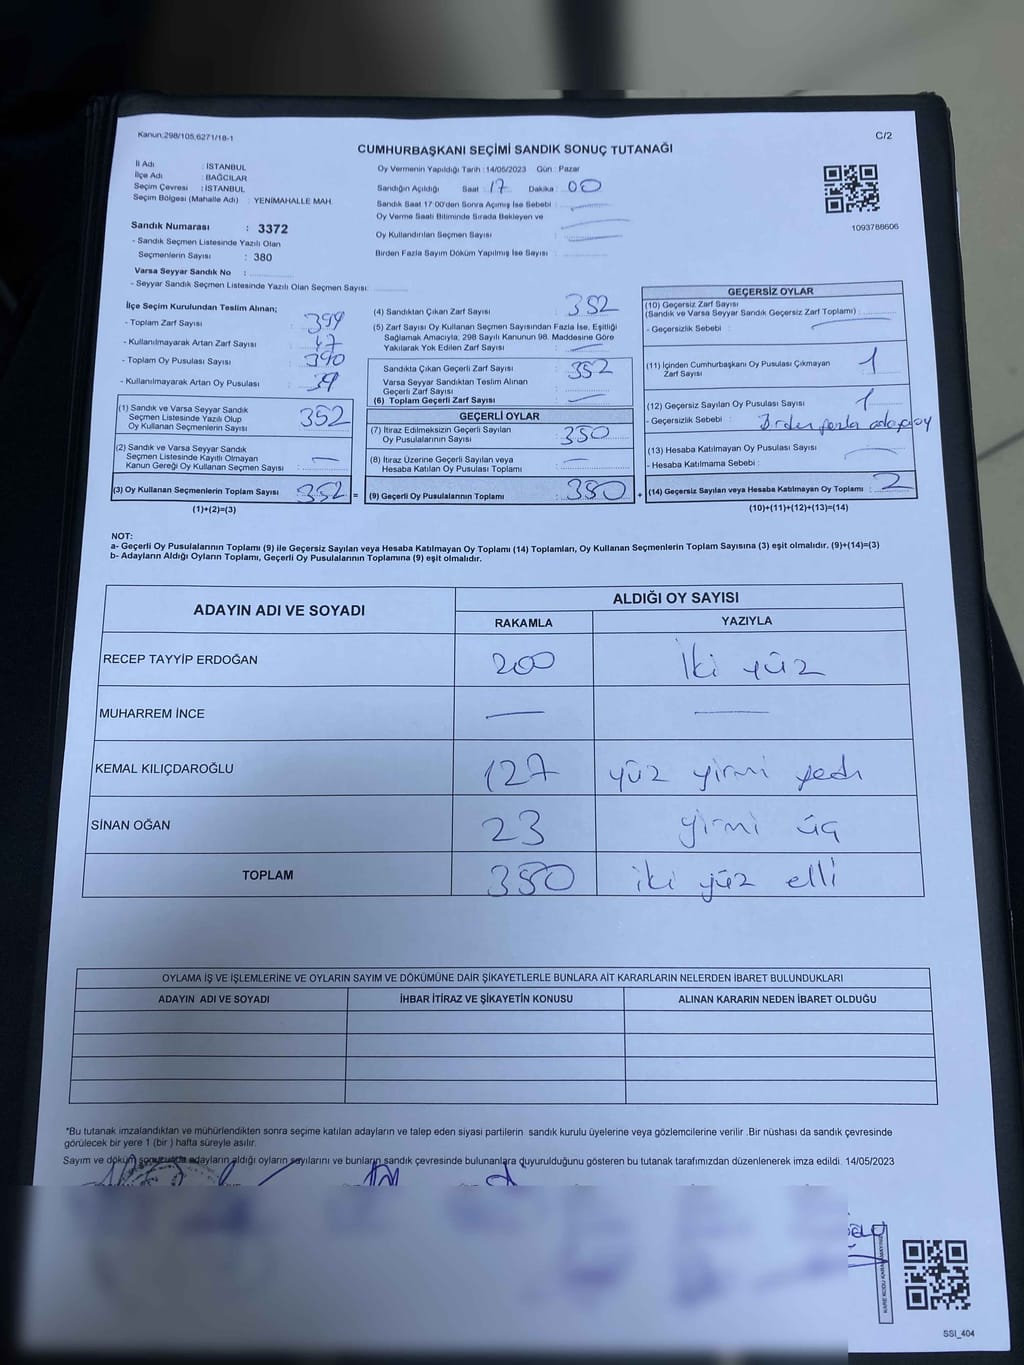 Kanun:298/105,6271/18-1
C/2
CUMHURBAŞKANI SEÇİMİ SANDIK SONUÇ TUTANAĞI
İl Adı : İSTANBUL
İlçe Adı : BAĞCILAR
Seçim Çevresi : İSTANBUL
Seçim Bölgesi (Mahalle Adı) : YENİMAHALLE MAH.
Oy Vermenin Yapıldığı Tarih :14/05/2023 Gün : Pazar
Sandığın Açıldığı Saat : 17 Dakika : 00
Sandık Saat 17:00'den Sonra Açımış İse Sebebi :
Oy Verme Saati Bitiminde Sırada Bekleyen ve
Oy Kullandırılan Seçmen Sayısı :
Birden Fazla Sayım Döküm Yapılmış İse Sayısı :
1093788606
Sandık Numarası : 3372
- Sandık Seçmen Listesinde Yazılı Olan
Seçmenlerin Sayısı : 380
Varsa Seyyar Sandık No :
- Seyyar Sandık Seçmen Listesinde Yazılı Olan Seçmen Sayısı:
İlçe Seçim Kurulundan Teslim Alınan;
- Toplam Zarf Sayısı : 399
- Kullanılmayarak Artan Zarf Sayısı : 47
- Toplam Oy Pusulası Sayısı : 390
- Kullanılmayarak Artan Oy Pusulası : 39
(1) Sandık ve Varsa Seyyar Sandık
Seçmen Listesinde Yazılı Olup
Oy Kullanan Seçmenlerin Sayısı : 352
(2) Sandık ve Varsa Seyyar Sandık
Seçmen Listesinde Kayıtlı Olmayan
Kanun Gereği Oy Kullanan Seçmen Sayısı : —
(3) Oy Kullanan Seçmenlerin Toplam Sayısı : 352 =
(1)+(2)=(3)
(4) Sandıktan Çıkan Zarf Sayısı : 352
(5) Zarf Sayısı Oy Kullanan Seçmen Sayısından Fazla İse, Eşitliği
Sağlamak Amacıyla, 298 Sayılı Kanunun 98. Maddesine Göre
Yakılarak Yok Edilen Zarf Sayısı : —
Sandıkta Çıkan Geçerli Zarf Sayısı : 352
Varsa Seyyar Sandıktan Teslim Alınan
Geçerli Zarf Sayısı :
(6) Toplam Geçerli Zarf Sayısı : —
GEÇERLİ OYLAR
(7) İtiraz Edilmeksizin Geçerli Sayılan
Oy Pusulalarının Sayısı : 350
(8) İtiraz Üzerine Geçerli Sayılan veya
Hesaba Katılan Oy Pusulası Toplamı : —
(9) Geçerli Oy Pusulalarının Toplamı : 350 +
GEÇERSİZ OYLAR
(10) Geçersiz Zarf Sayısı
(Sandık ve Varsa Seyyar Sandık Geçersiz Zarf Toplamı) :
- Geçersizlik Sebebi :
(11) İçinden Cumhurbaşkanı Oy Pusulası Çıkmayan
Zarf Sayısı : 1
(12) Geçersiz Sayılan Oy Pusulası Sayısı : 1
- Geçersizlik Sebebi : Birden fazla adaya oy
(13) Hesaba Katılmayan Oy Pusulası Sayısı :
- Hesaba Katılmama Sebebi :
(14) Geçersiz Sayılan veya Hesaba Katılmayan Oy Toplamı : 2
(10)+(11)+(12)+(13)=(14)
NOT:
a- Geçerli Oy Pusulalarının Toplamı (9) ile Geçersiz Sayılan veya Hesaba Katılmayan Oy Toplamı (14) Toplamları, Oy Kullanan Seçmenlerin Toplam Sayısına (3) eşit olmalıdır. (9)+(14)=(3)
b- Adayların Aldığı Oyların Toplamı, Geçerli Oy Pusulalarının Toplamına (9) eşit olmalıdır.
ADAYIN ADI VE SOYADI
ALDIĞI OY SAYISI
RAKAMLA YAZIYLA
RECEP TAYYİP ERDOĞAN 200 İki yüz
MUHARREM İNCE — —
KEMAL KILIÇDAROĞLU 127 yüz yirmi yedi
SİNAN OĞAN 23 yirmi üç
TOPLAM 350 iki yüz elli
OYLAMA İŞ VE İŞLEMLERİNE VE OYLARIN SAYIM VE DÖKÜMÜNE DAİR ŞİKAYETLERLE BUNLARA AİT KARARLARIN NELERDEN İBARET BULUNDUKLARI
ADAYIN ADI VE SOYADI İHBAR İTİRAZ VE ŞİKAYETİN KONUSU ALINAN KARARIN NEDEN İBARET OLDUĞU
*Bu tutanak imzalandıktan ve mühürlendikten sonra seçime katılan adayların ve talep eden siyasi partilerin sandık kurulu üyelerine veya gözlemcilerine verilir .Bir nüshası da sandık çevresinde
görülecek bir yere 1 (bir ) hafta süreyle asılır.
Sayım ve döküm sonucunda adayların aldığı oyların sayılarını ve bunların sandık çevresinde bulunanlara duyurulduğunu gösteren bu tutanak tarafımızdan düzenlenerek imza edildi. 14/05/2023
SSI_404